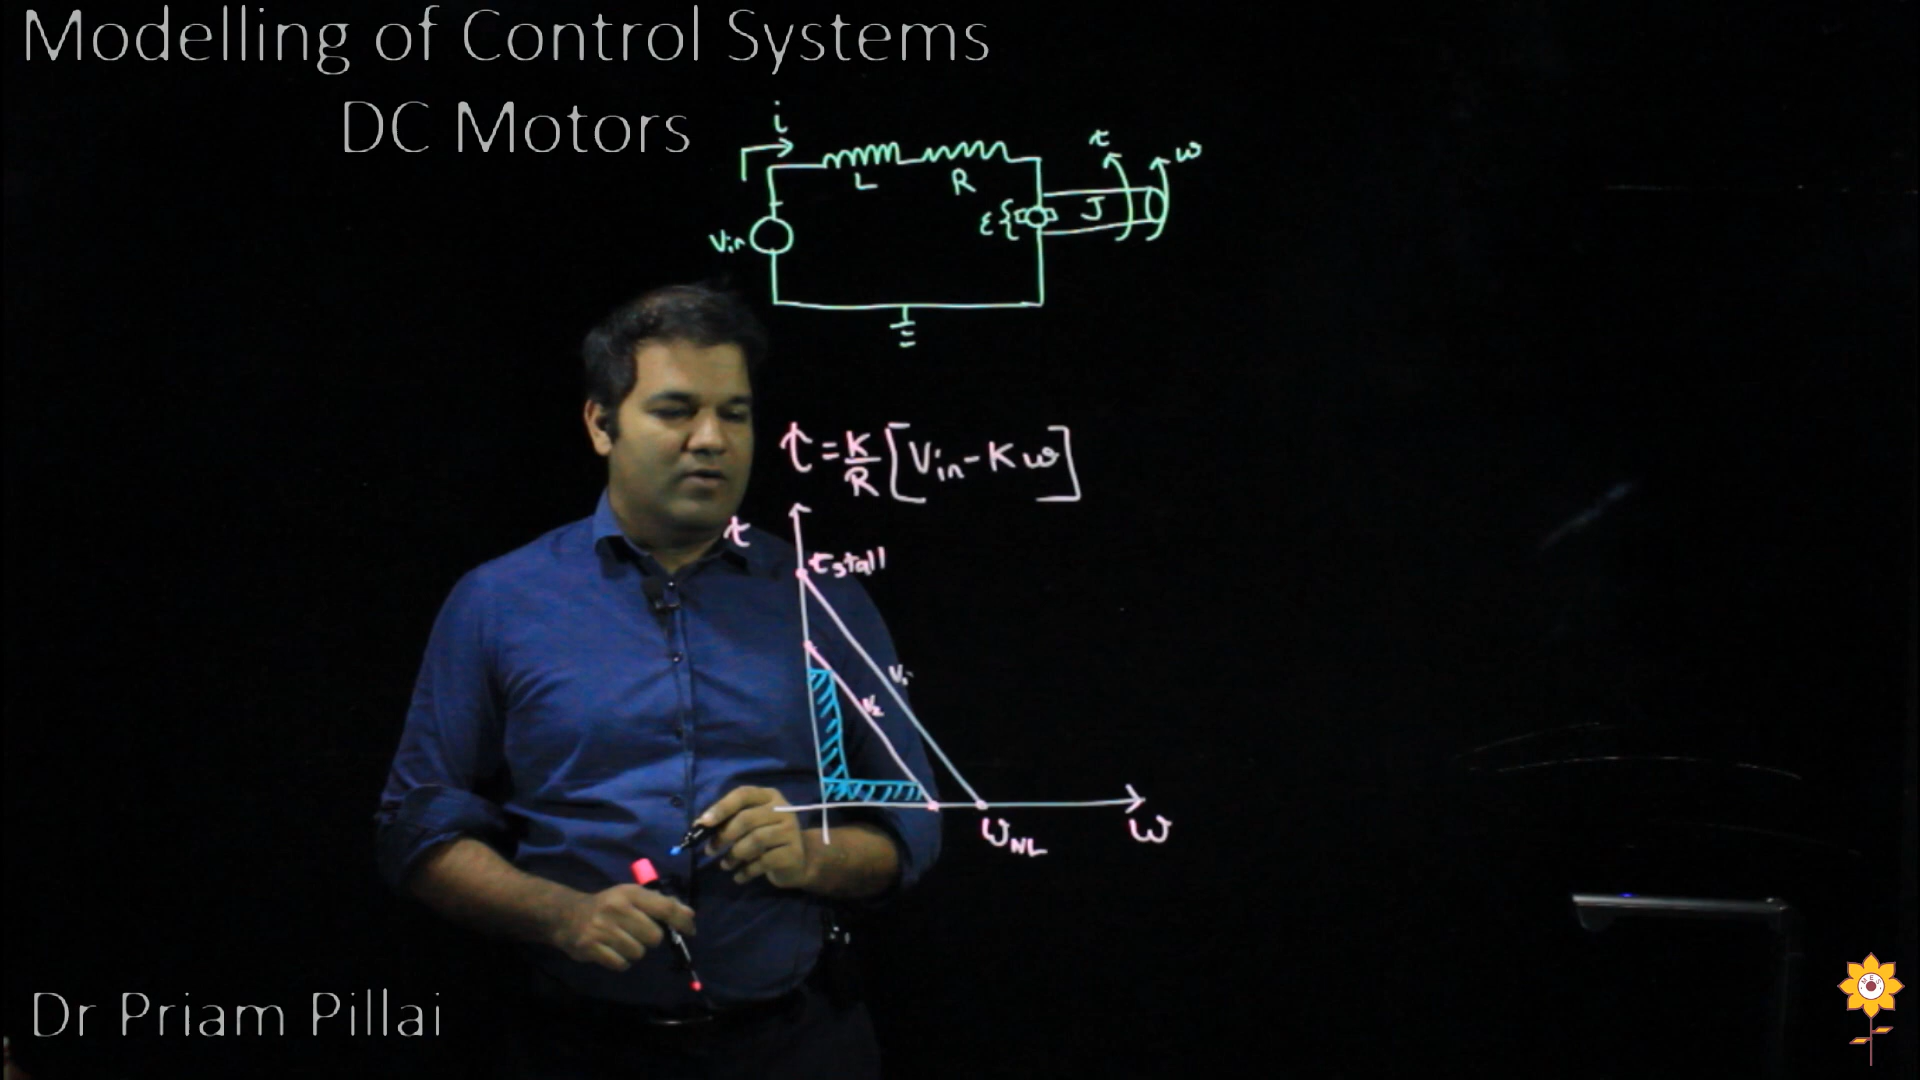 Modelling of Control Systems
DC Motors
i
L R
Vin
ε{
J
τ
ω
τ = K/R [Vin - Kω]
τ
τstall
V1
V2
ωNL
ω
Dr Priam Pillai